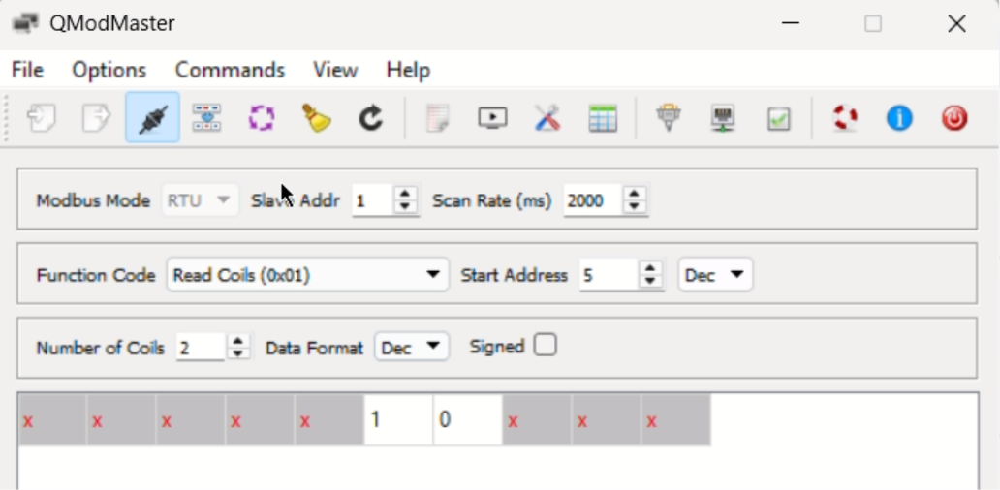 QModMaster
File Options Commands View Help
Modbus Mode RTU Slave Addr 1 Scan Rate (ms) 2000
Function Code Read Coils (0x01) Start Address 5 Dec
Number of Coils 2 Data Format Dec Signed
x x x x x 1 0 x x x